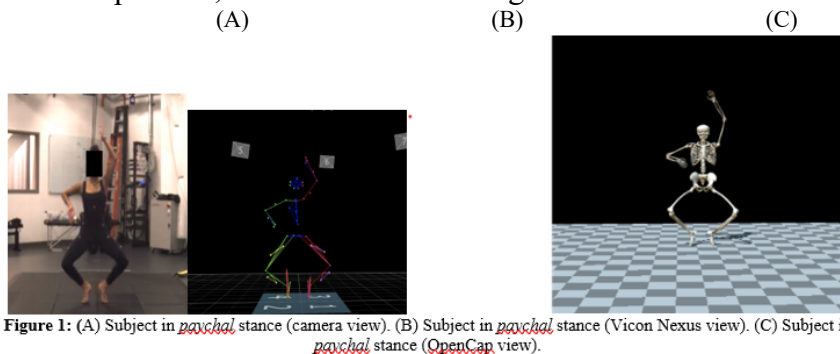 (A) (B) (C)
5 6 7
Figure 1: (A) Subject in paychal stance (camera view). (B) Subject in paychal stance (Vicon Nexus view). (C) Subject
paychal stance (OpenCap view).